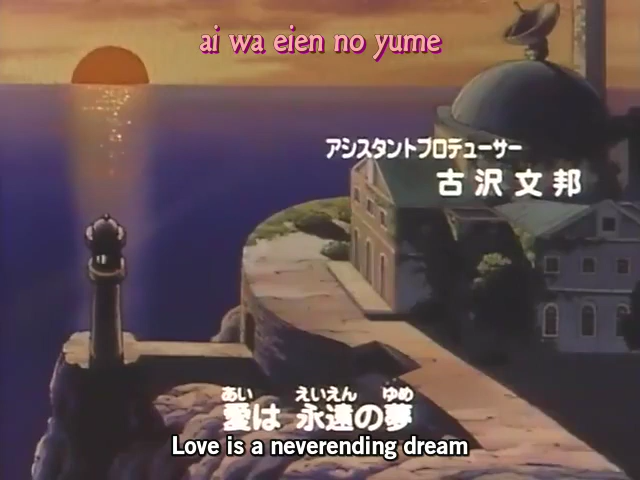 ai wa eien no yume
アシスタントプロデューサー
古沢文邦
あい えいえん ゆめ
愛は 永遠の夢
Love is a neverending dream